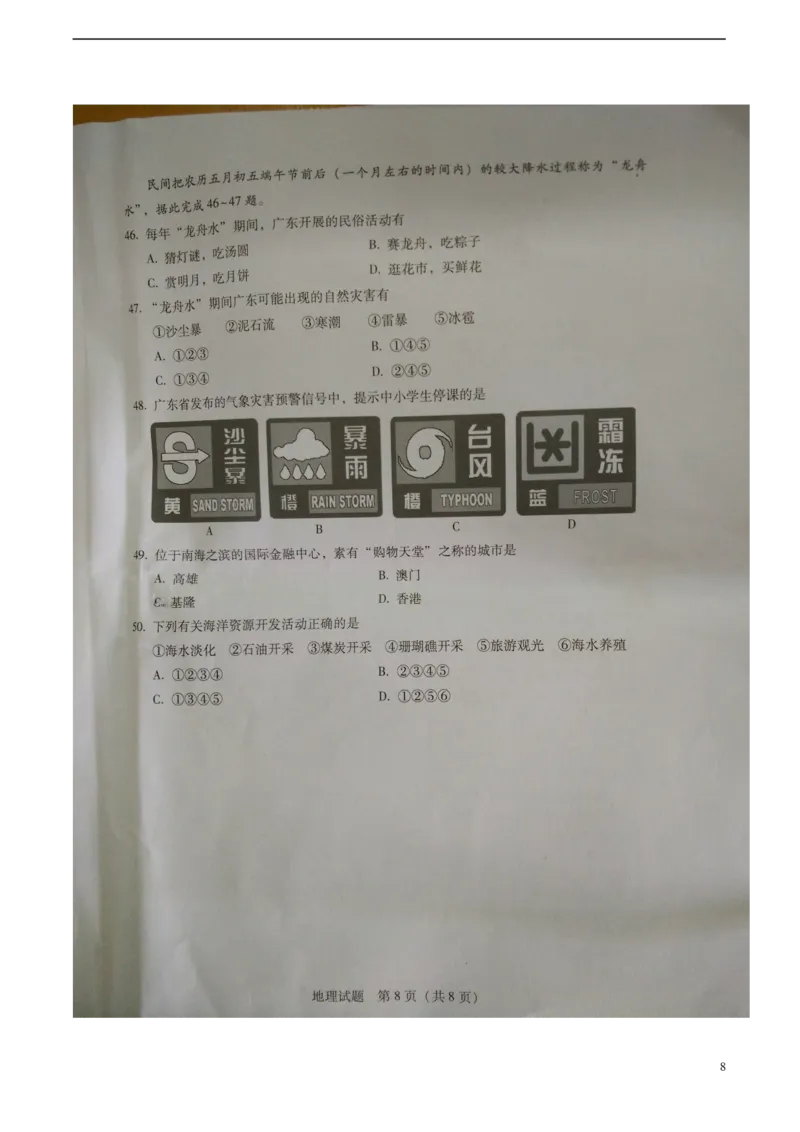 民间把农历五月初五端午节前后（一个月左右的时间内）的较大降水过程称为“龙舟
水”，据此完成46~47题。
46. 每年“龙舟水”期间，广东开展的民俗活动有
A. 猜灯谜，吃汤圆 B. 赛龙舟，吃粽子
C. 赏明月，吃月饼 D. 逛花市，买鲜花
47. “龙舟水”期间广东可能出现的自然灾害有
①沙尘暴 ②泥石流 ③寒潮 ④雷暴 ⑤冰雹
A. ①②③ B. ①④⑤
C. ①③④ D. ②④⑤
48. 广东省发布的气象灾害预警信号中，提示中小学生停课的是
沙尘暴 黄 SAND STORM
暴雨 橙 RAIN STORM
台风 橙 TYPHOON
霜冻 蓝 FROST
A B C D
49. 位于南海之滨的国际金融中心，素有“购物天堂”之称的城市是
A. 高雄 B. 澳门
C. 基隆 D. 香港
50. 下列有关海洋资源开发活动正确的是
①海水淡化 ②石油开采 ③煤炭开采 ④珊瑚礁开采 ⑤旅游观光 ⑥海水养殖
A. ①②③④ B. ②③④⑤
C. ①③④⑤ D. ①②⑤⑥
地理试题 第8页（共8页）
8